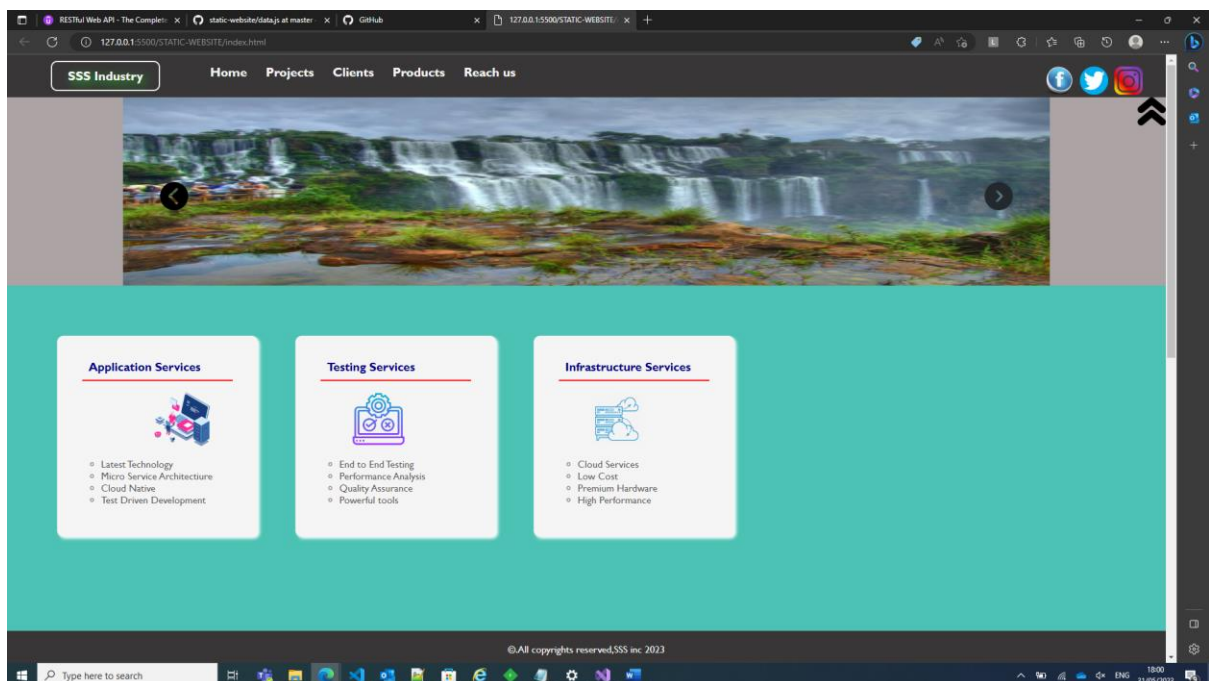 RESTful Web API - The Complete
static-website/data.js at master
GitHub
127.0.0.1:5500/STATIC-WEBSITE/
127.0.0.1:5500/STATIC-WEBSITE/index.html
SSS Industry
Home Projects Clients Products Reach us
Application Services
Latest Technology
Micro Service Architectiure
Cloud Native
Test Driven Development
Testing Services
End to End Testing
Performance Analysis
Quality Assurance
Powerful tools
Infrastructure Services
Cloud Services
Low Cost
Premium Hardware
High Performance
©.All copyrights reserved,SSS inc 2023
Type here to search
ENG
18:00